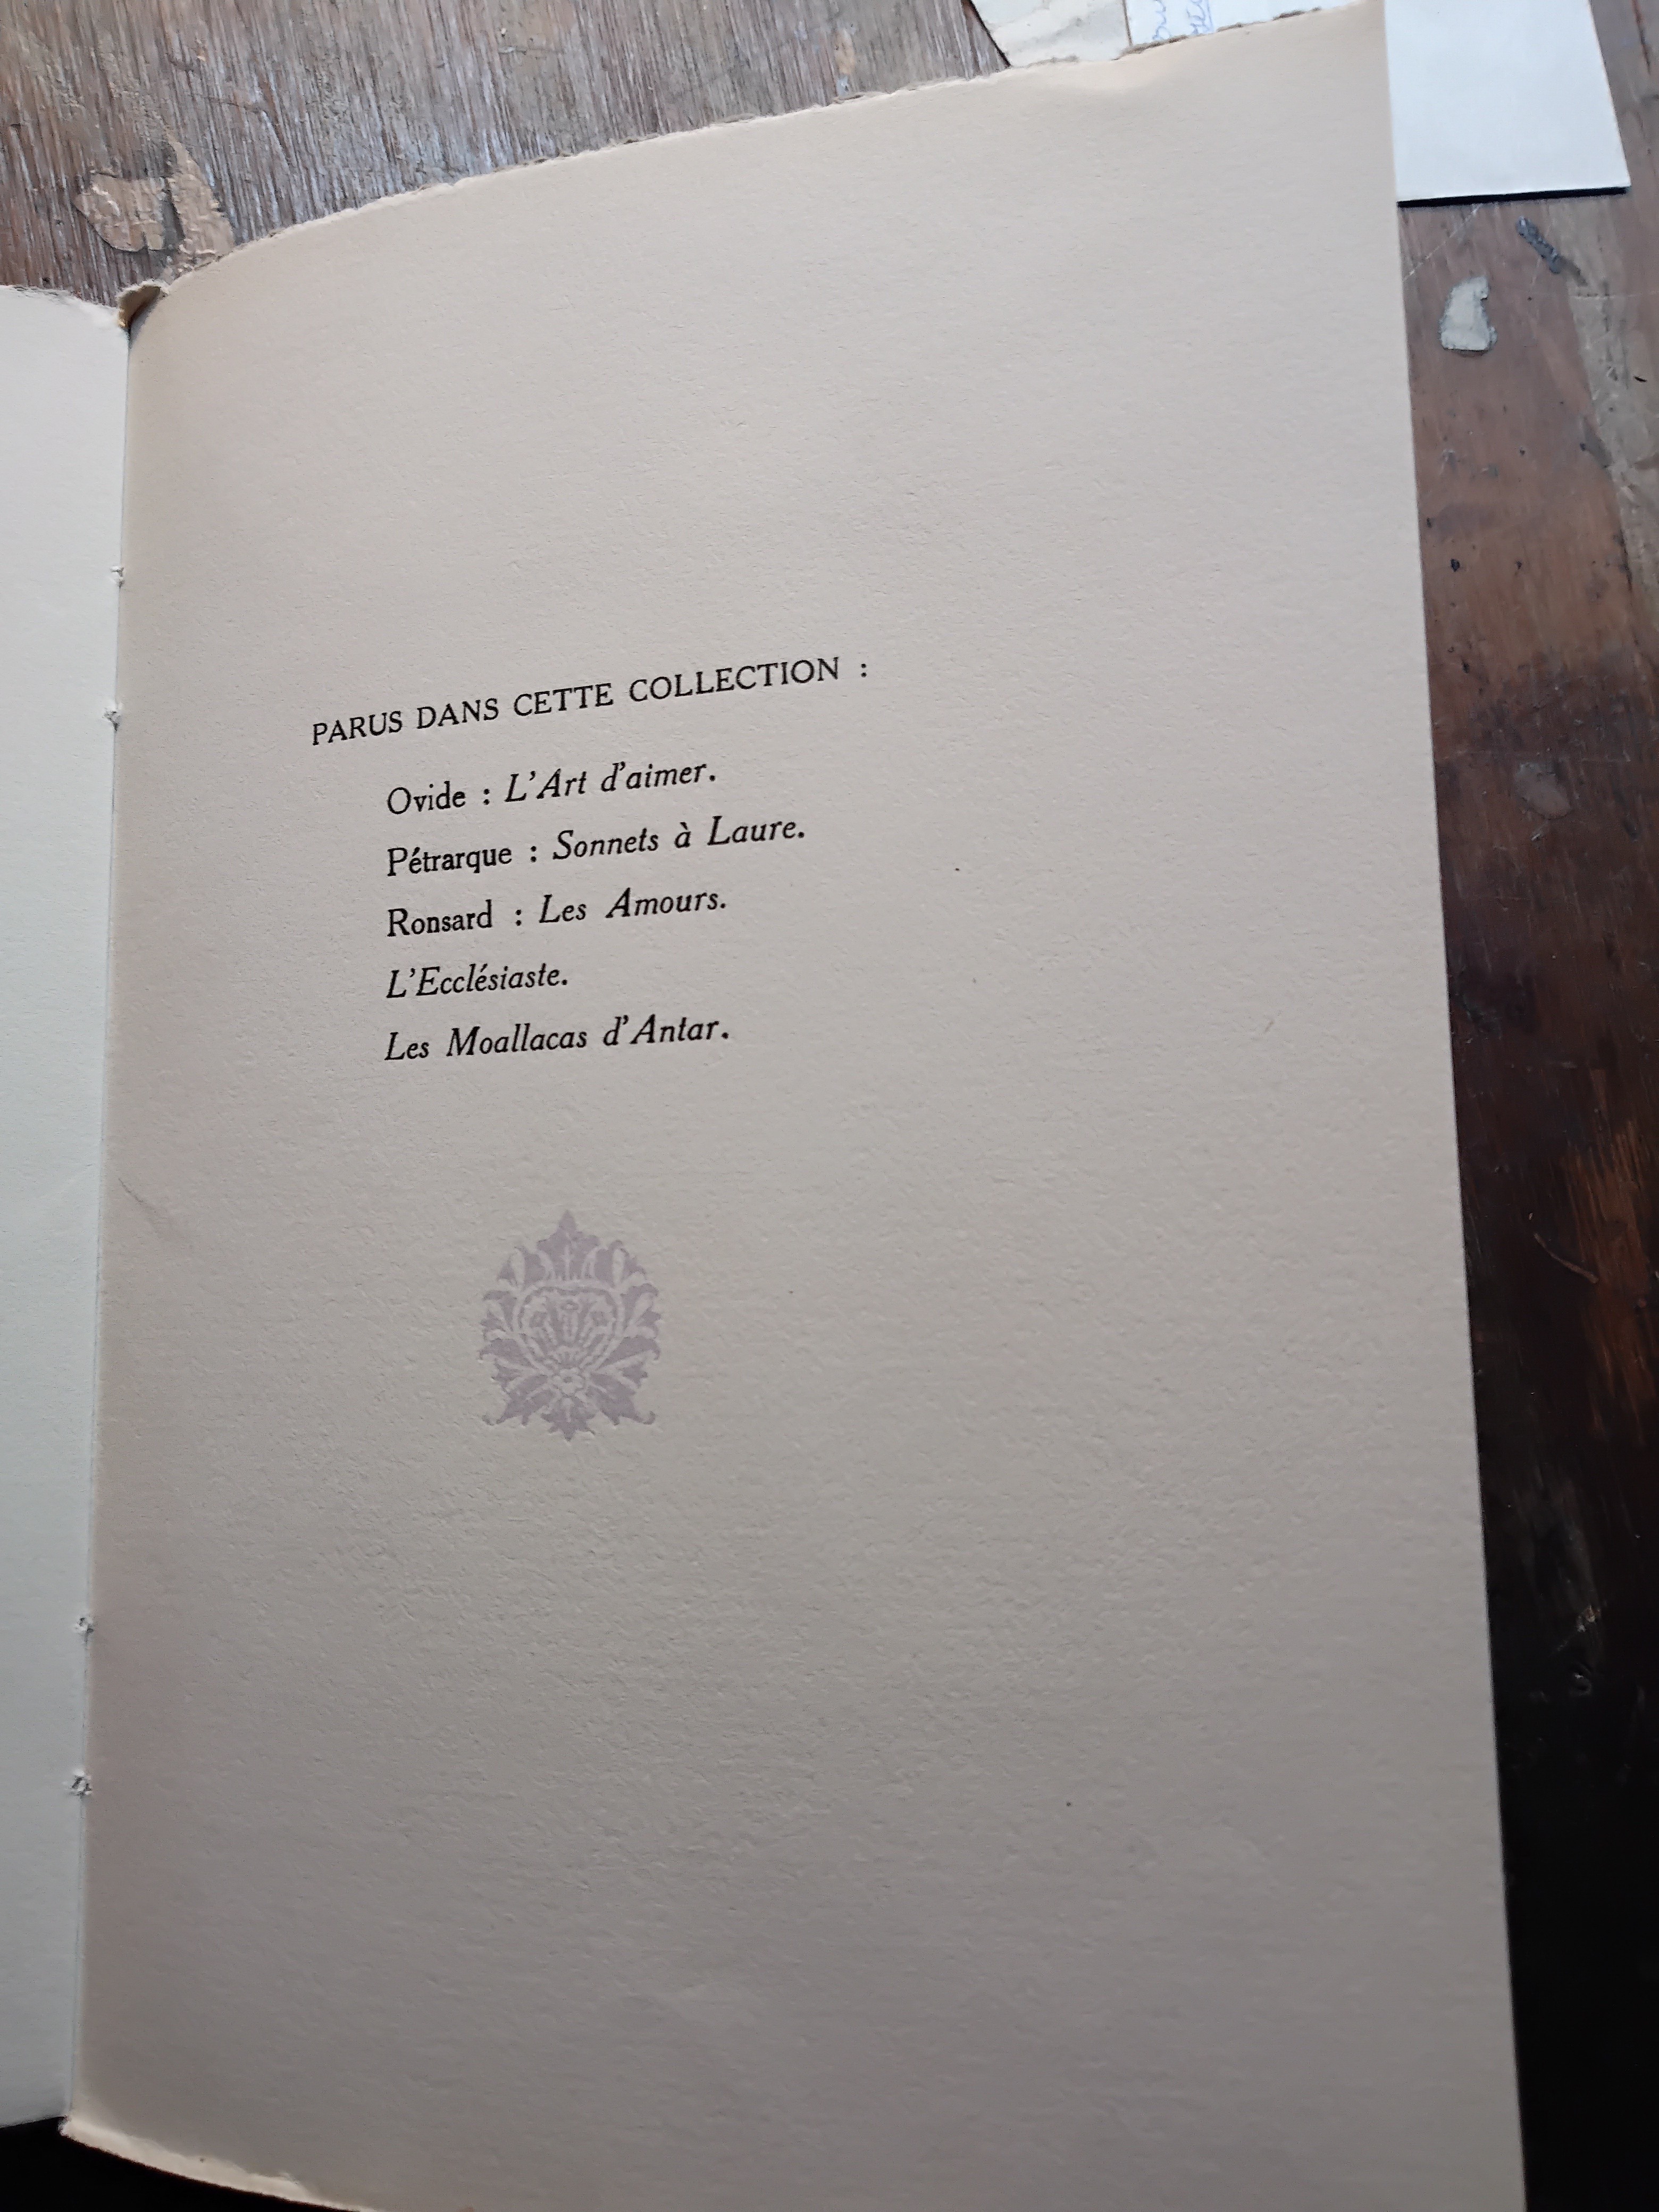 PARUS DANS CETTE COLLECTION :
Ovide : L'Art d'aimer.
Pétrarque : Sonnets à Laure.
Ronsard : Les Amours.
L'Ecclésiaste.
Les Moallacas d'Antar.